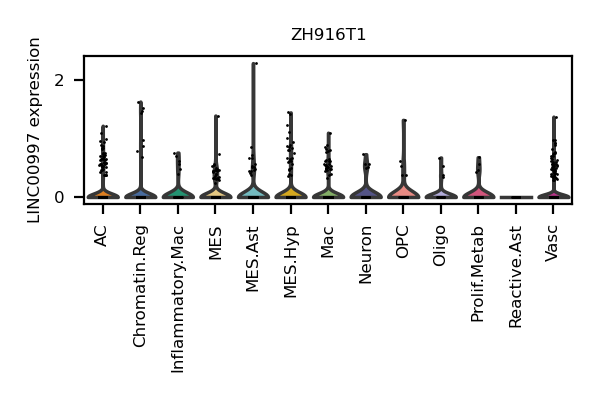 ZH916T1
LINC00997 expression
2
0
AC
Chromatin.Reg
Inflammatory.Mac
MES
MES.Ast
MES.Hyp
Mac
Neuron
OPC
Oligo
Prolif.Metab
Reactive.Ast
Vasc